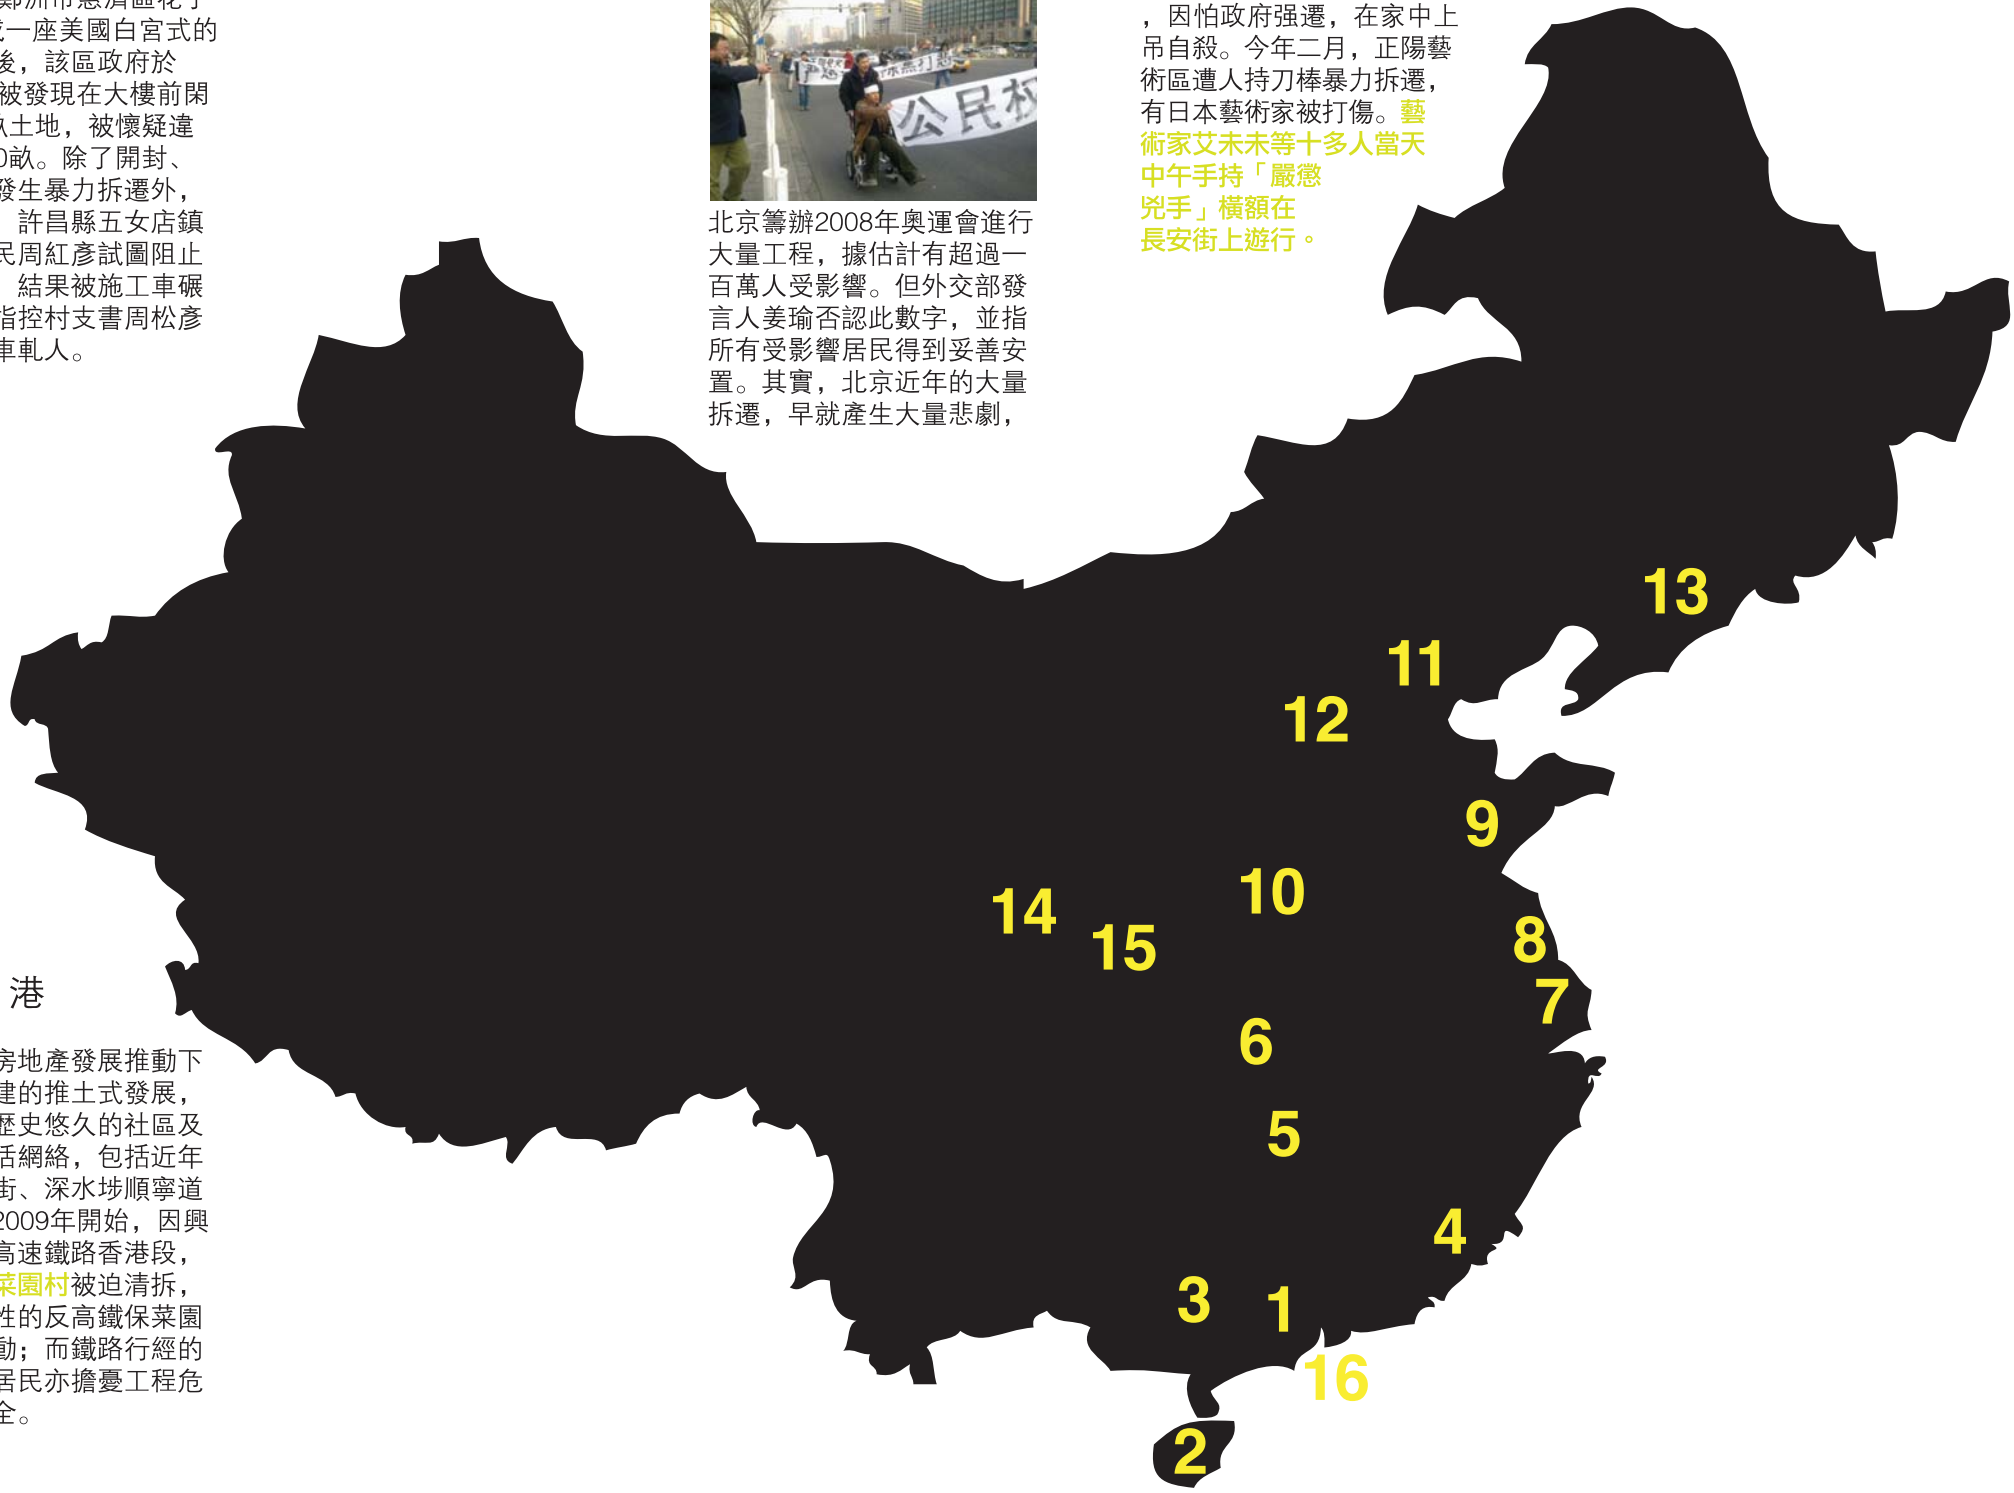 鄭州市惠濟區花了
一座美國白宮式的
後，該區政府於
被發現在大樓前閑
土地，被懷疑違
0畝。除了開封、
發生暴力拆遷外，
許昌縣五女店鎮
民周紅彥試圖阻止
結果被施工車碾
指控村支書周松彥
車軋人。
港
房地產發展推動下
建的推土式發展，
歷史悠久的社區及
活網絡，包括近年
街、深水埗順寧道
2009年開始，因興
高速鐵路香港段，
菜園村被迫清拆，
性的反高鐵保菜園
動；而鐵路行經的
居民亦擔憂工程危
全。
公民权
北京籌辦2008年奧運會進行
大量工程，據估計有超過一
百萬人受影響。但外交部發
言人姜瑜否認此數字，並指
所有受影響居民得到妥善安
置。其實，北京近年的大量
拆遷，早就產生大量悲劇，
，因怕政府强遷，在家中上
吊自殺。今年二月，正陽藝
術區遭人持刀棒暴力拆遷，
有日本藝術家被打傷。藝
術家艾未未等十多人當天
中午手持「嚴懲
兇手」橫額在
長安街上遊行。
13
11
12
9
10
14
15
8
7
6
5
4
3
1
16
2